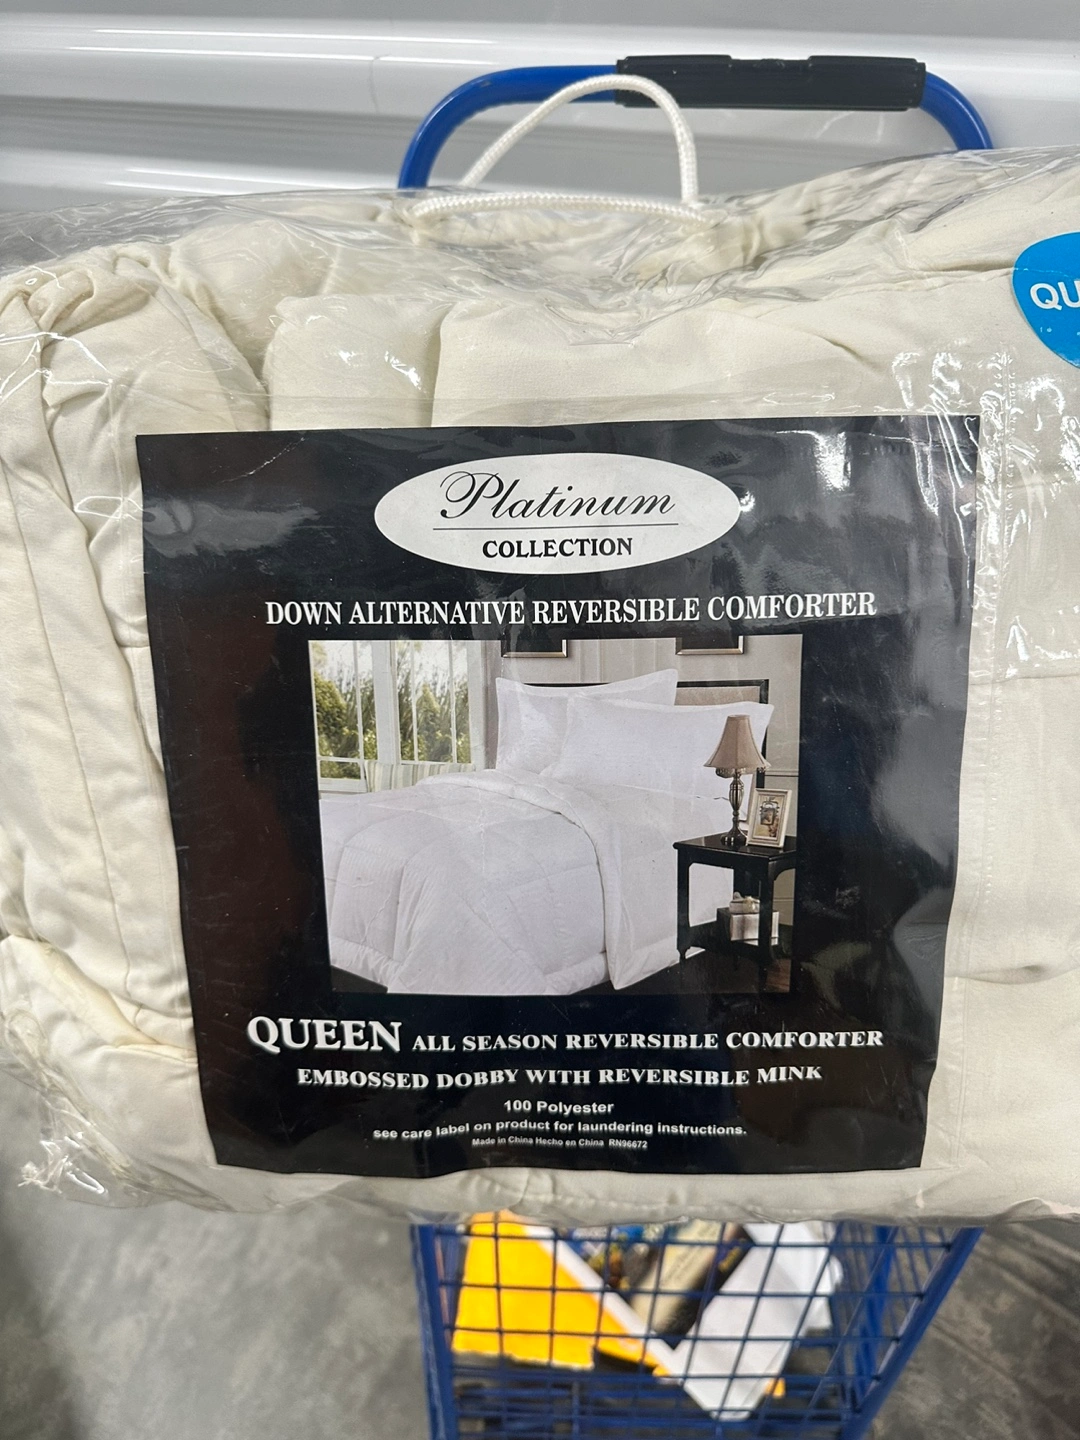 Platinum
COLLECTION
DOWN ALTERNATIVE REVERSIBLE COMFORTER
QUEEN ALL SEASON REVERSIBLE COMFORTER
EMBOSSED DOBBY WITH REVERSIBLE MINK
100 Polyester
see care label on product for laundering instructions.
Made in China Hecho en China RN96672